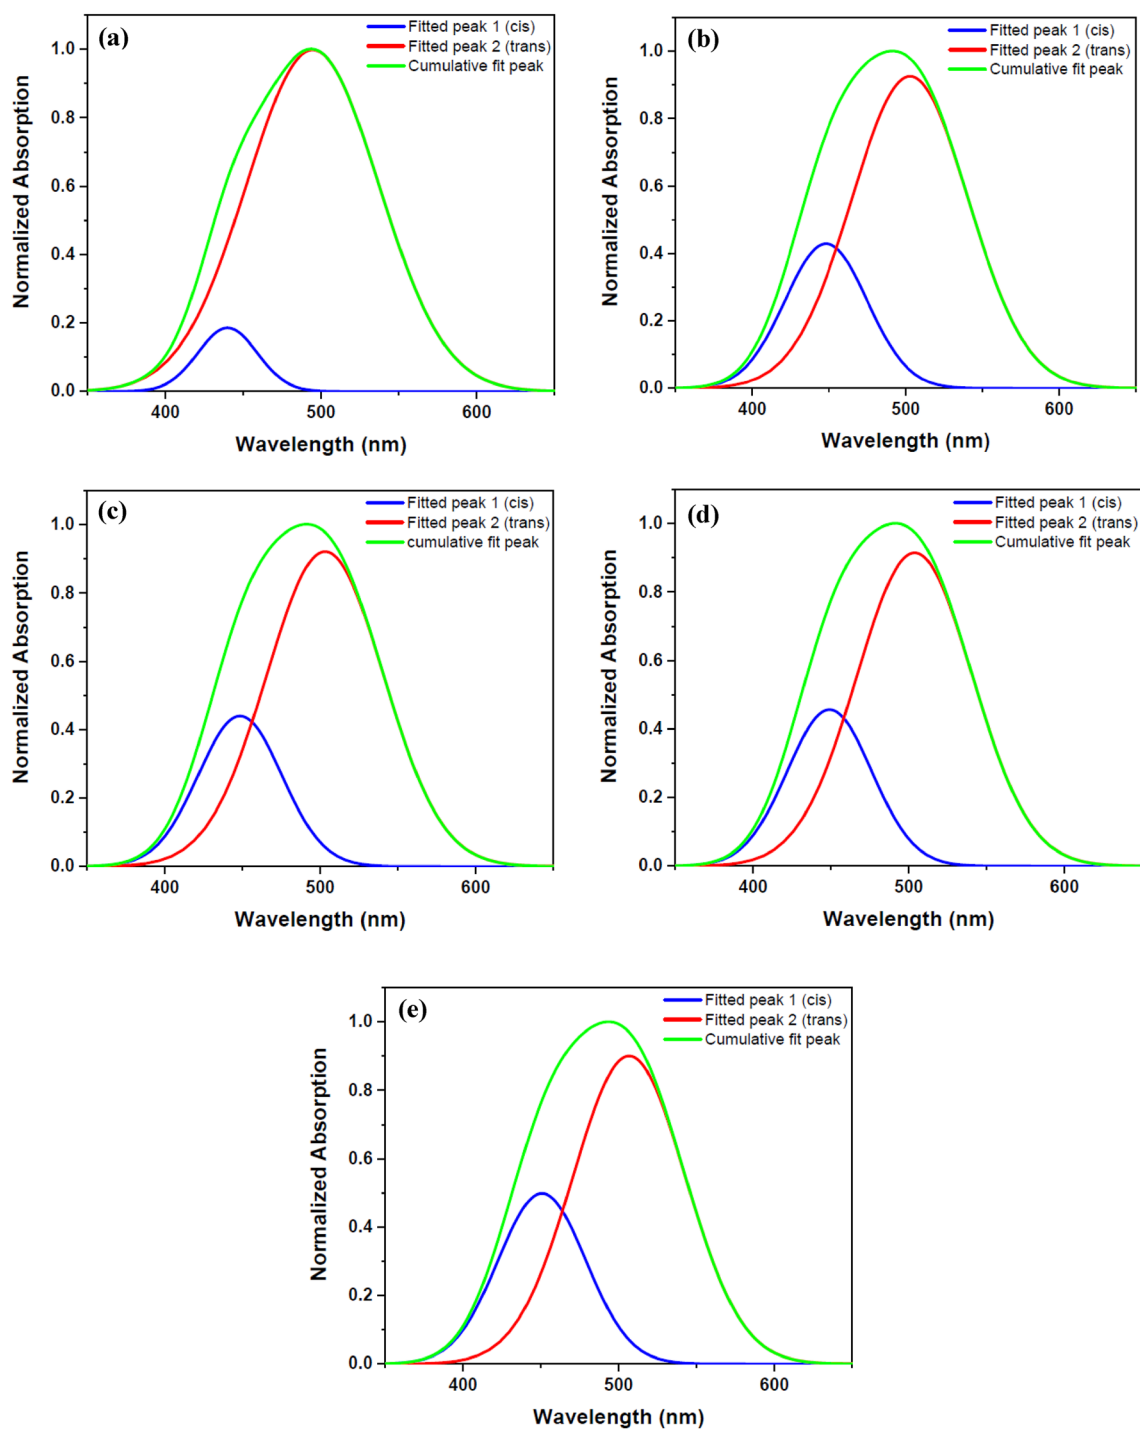 (a)
Fitted peak 1 (cis)
Fitted peak 2 (trans)
Cumulative fit peak
1.0
0.8
0.6
0.4
0.2
0.0
400
500
600
Normalized Absorption
Wavelength (nm)
(b)
Fitted peak 1 (cis)
Fitted peak 2 (trans)
Cumulative fit peak
1.0
0.8
0.6
0.4
0.2
0.0
400
500
600
Normalized Absorption
Wavelength (nm)
(c)
Fitted peak 1 (cis)
Fitted peak 2 (trans)
cumulative fit peak
1.0
0.8
0.6
0.4
0.2
0.0
400
500
600
Normalized Absorption
Wavelength (nm)
(d)
Fitted peak 1 (cis)
Fitted peak 2 (trans)
Cumulative fit peak
1.0
0.8
0.6
0.4
0.2
0.0
400
500
600
Normalized Absorption
Wavelength (nm)
(e)
Fitted peak 1 (cis)
Fitted peak 2 (trans)
Cumulative fit peak
1.0
0.8
0.6
0.4
0.2
0.0
400
500
600
Normalized Absorption
Wavelength (nm)